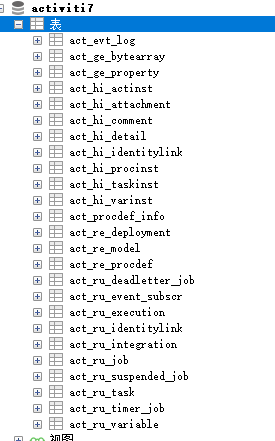 activiti7
表
act_evt_log
act_ge_bytearray
act_ge_property
act_hi_actinst
act_hi_attachment
act_hi_comment
act_hi_detail
act_hi_identitylink
act_hi_procinst
act_hi_taskinst
act_hi_varinst
act_procdef_info
act_re_deployment
act_re_model
act_re_procdef
act_ru_deadletter_job
act_ru_event_subscr
act_ru_execution
act_ru_identitylink
act_ru_integration
act_ru_job
act_ru_suspended_job
act_ru_task
act_ru_timer_job
act_ru_variable
视图